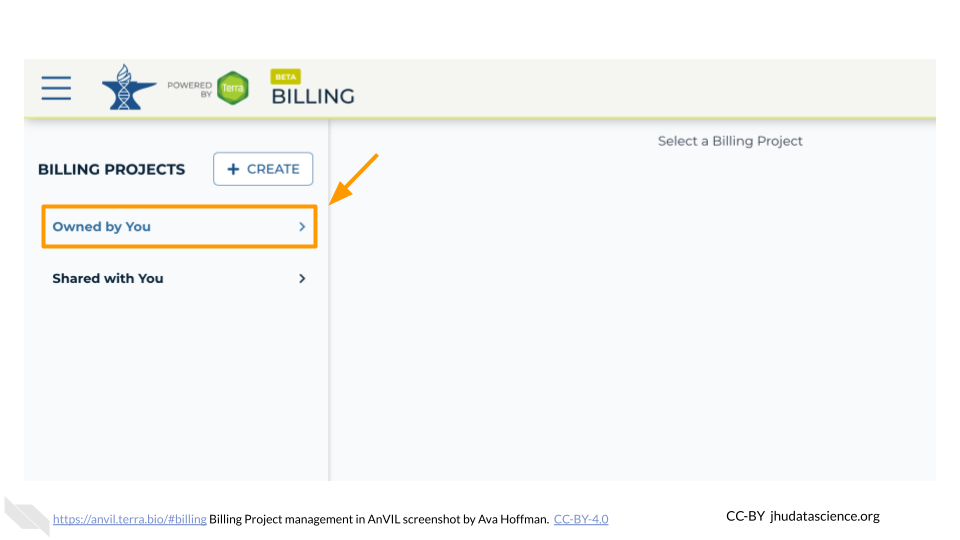 POWERED
BY
Terra
BETA
BILLING
Select a Billing Project
BILLING PROJECTS
+ CREATE
Owned by You
Shared with You
https://anvil.terra.bio/#billing Billing Project management in AnVIL screenshot by Ava Hoffman. CC-BY-4.0
CC-BY jhudatascience.org